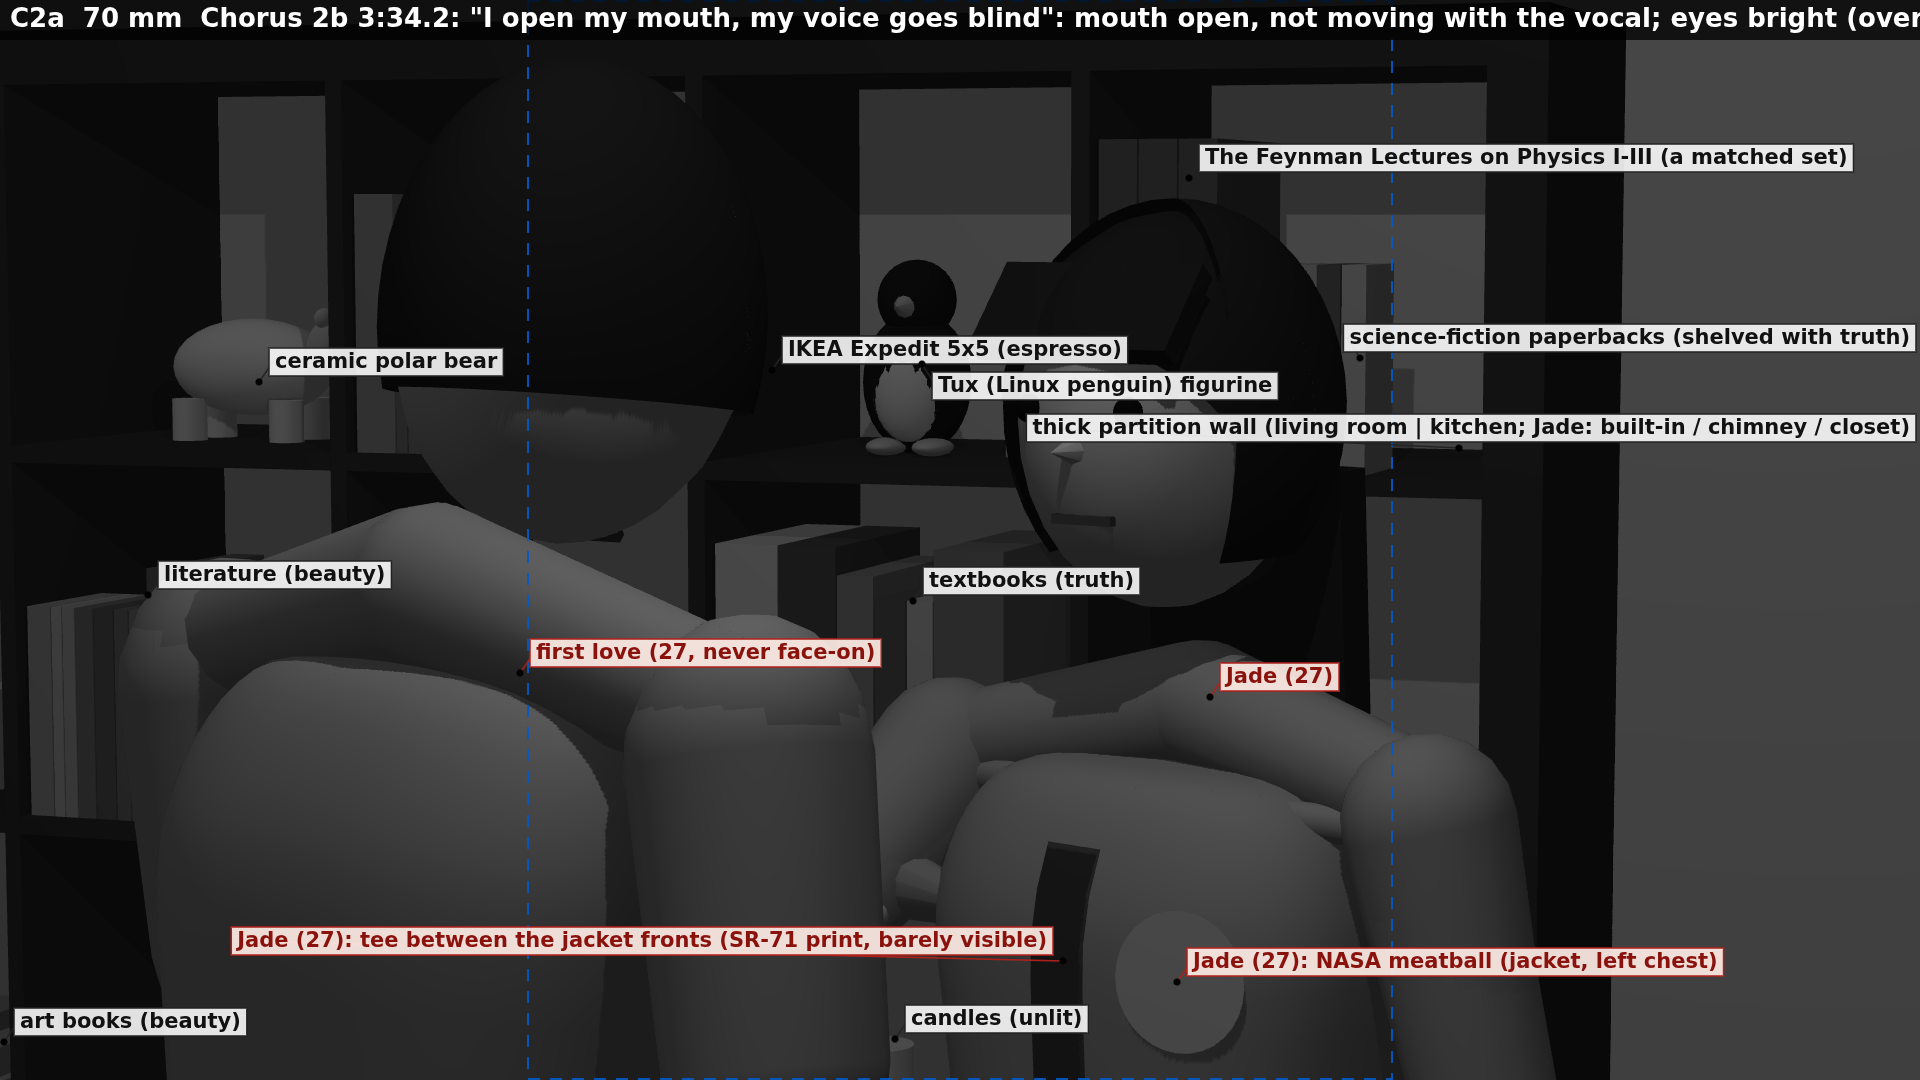 C2a 70 mm Chorus 2b 3:34.2: "I open my mouth, my voice goes blind": mouth open, not moving with the vocal; eyes bright (over
The Feynman Lectures on Physics I-III (a matched set)
science-fiction paperbacks (shelved with truth)
IKEA Expedit 5x5 (espresso)
ceramic polar bear
Tux (Linux penguin) figurine
thick partition wall (living room | kitchen; Jade: built-in / chimney / closet)
literature (beauty)
textbooks (truth)
first love (27, never face-on)
Jade (27)
Jade (27): tee between the jacket fronts (SR-71 print, barely visible)
Jade (27): NASA meatball (jacket, left chest)
art books (beauty)
candles (unlit)